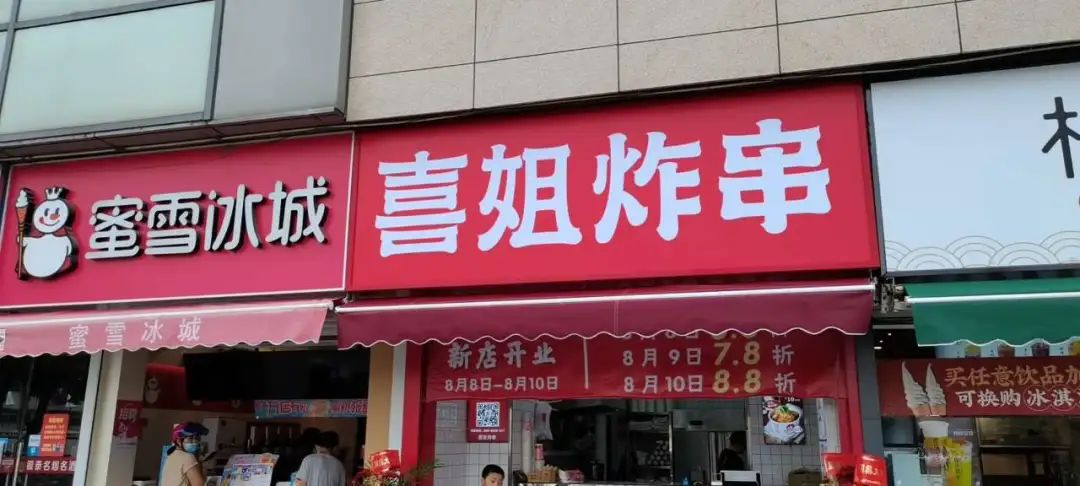 蜜雪冰城
喜姐炸串
蜜雪冰城
新店开业
8月8日-8月10日
8月9日 7.8折
8月10日 8.8折
买任意饮品加
可换购冰淇
招聘